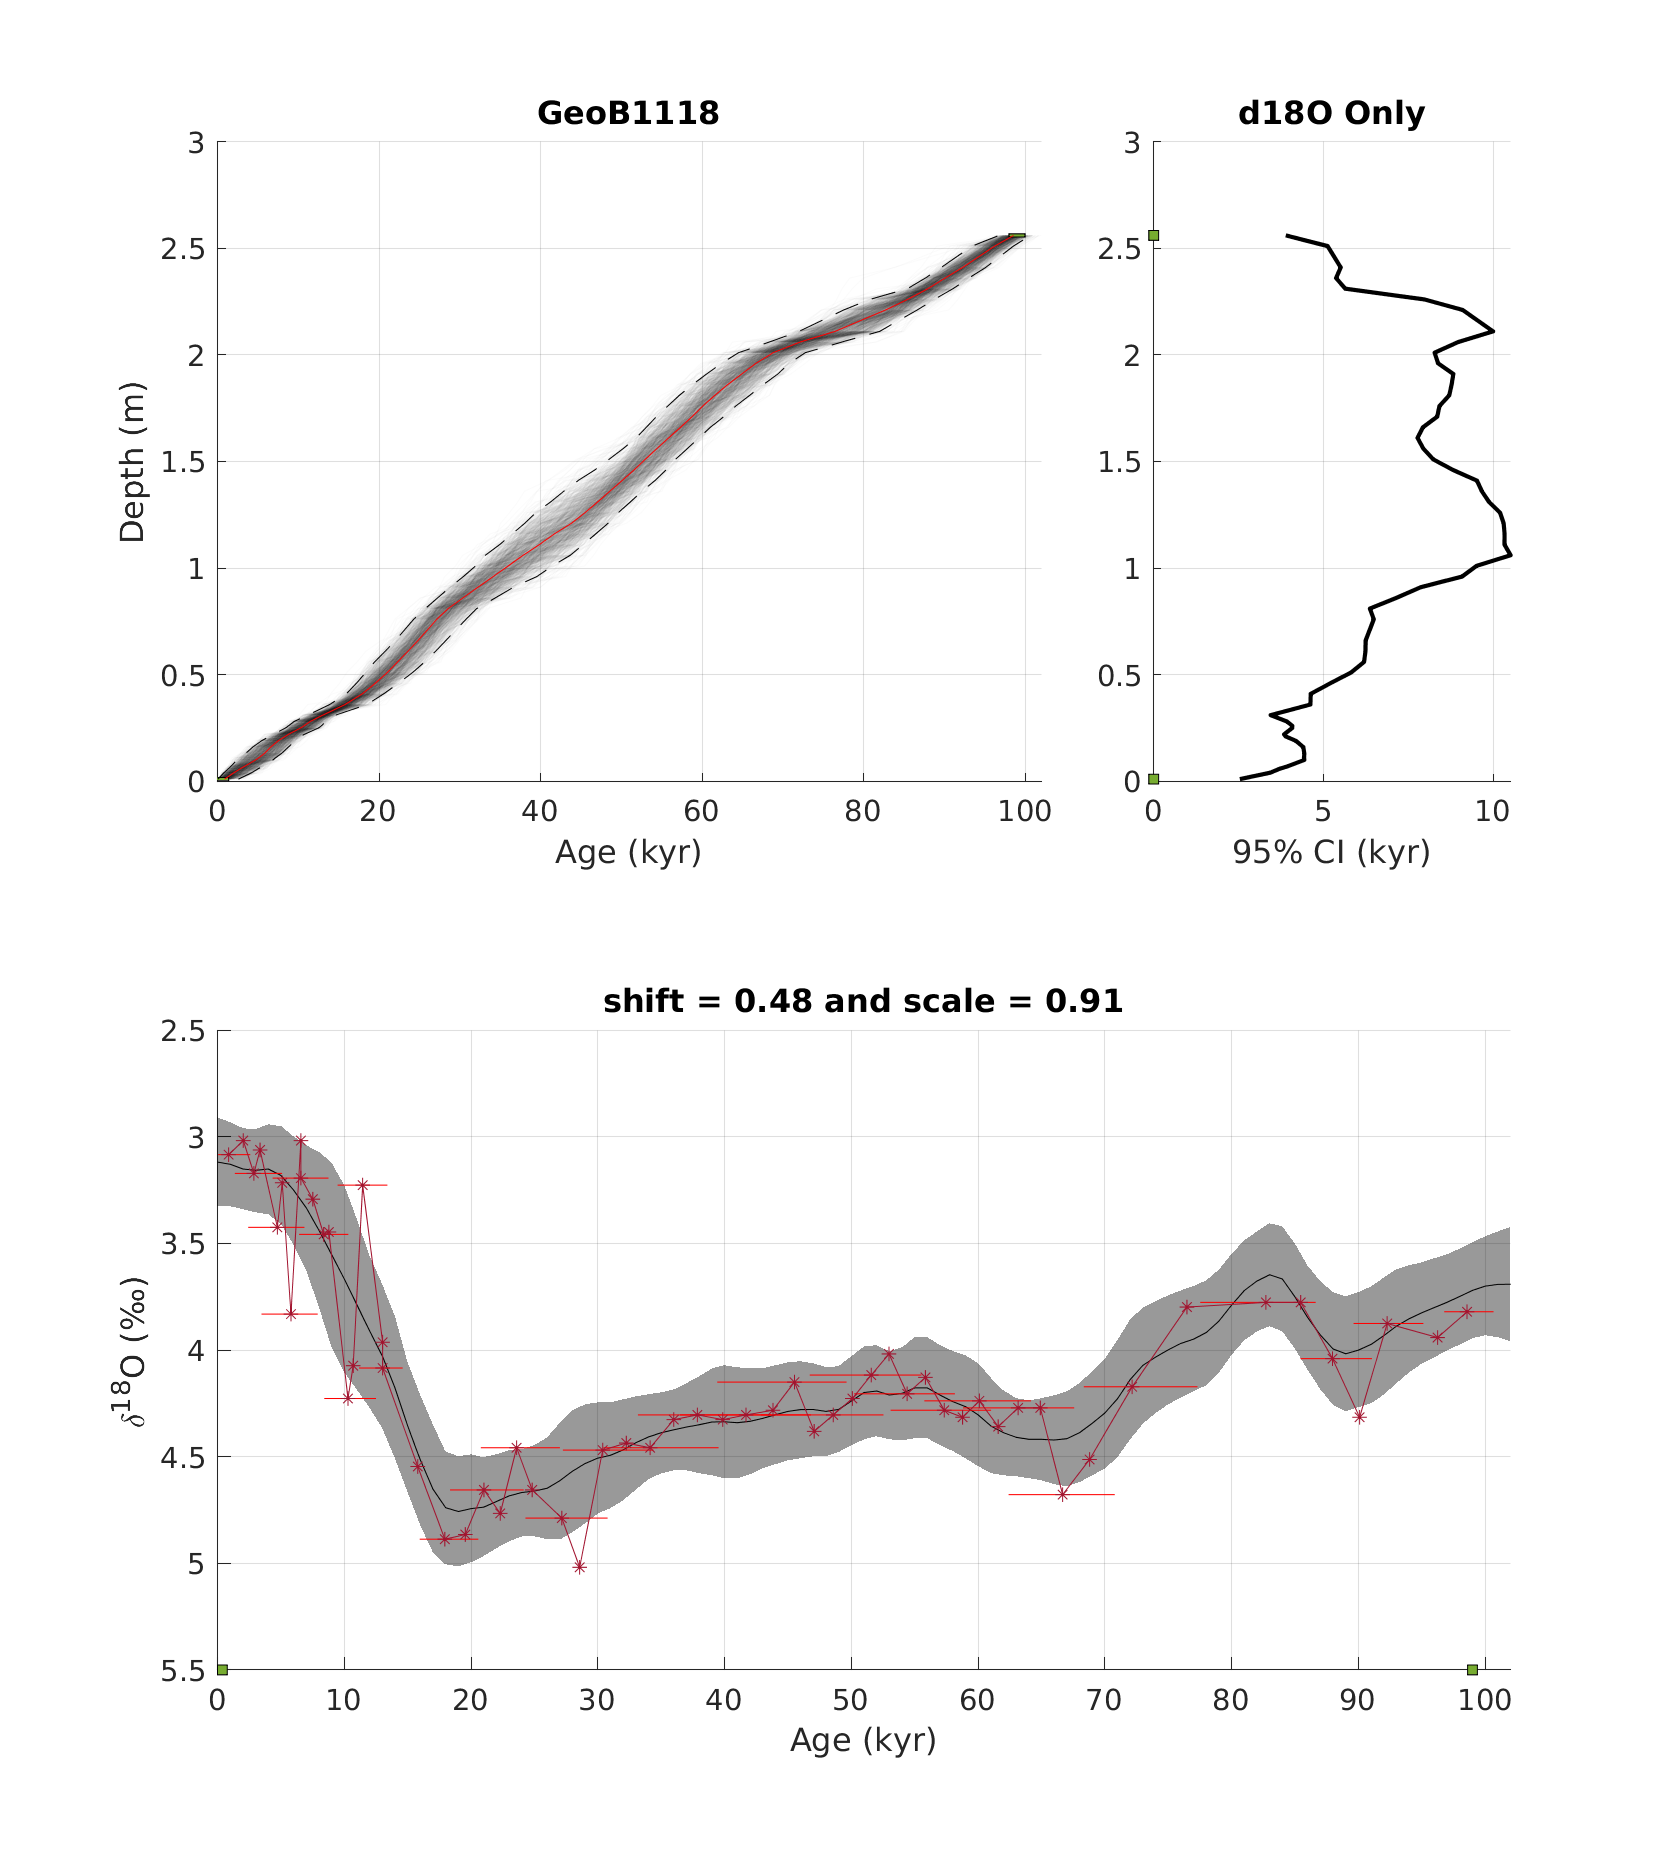 GeoB1118
d18O Only
3
2.5
2
1.5
1
0.5
0
Depth (m)
0 20 40 60 80 100
Age (kyr)
3
2.5
2
1.5
1
0.5
0
0 5 10
95% CI (kyr)
shift = 0.48 and scale = 0.91
2.5
3
3.5
4
4.5
5
5.5
δ18O (‰)
0 10 20 30 40 50 60 70 80 90 100
Age (kyr)